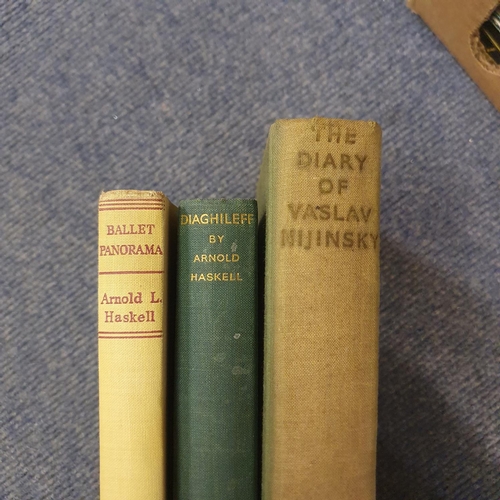 BALLET
PANORAMA
Arnold L.
Haskell
DIAGHILEFF
BY
ARNOLD
HASKELL
THE
DIARY
OF
VASLAV
NIJINSKY